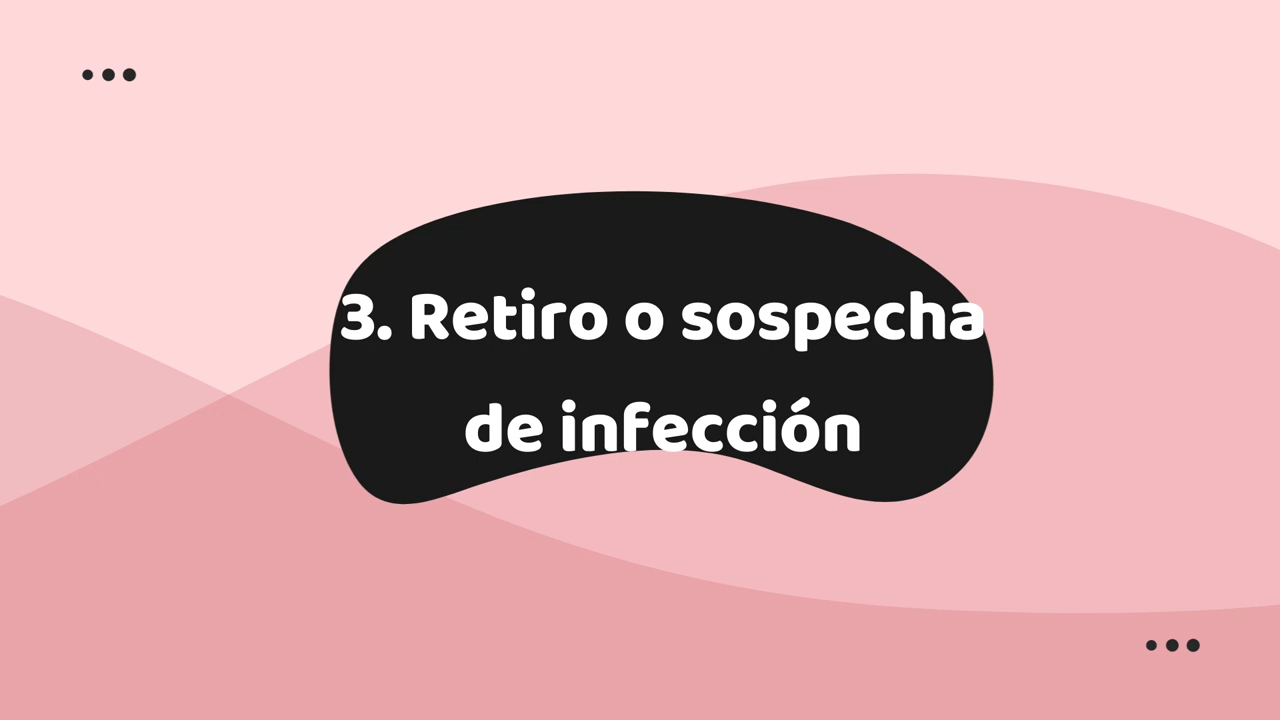 3. Retiro o sospecha
de infección